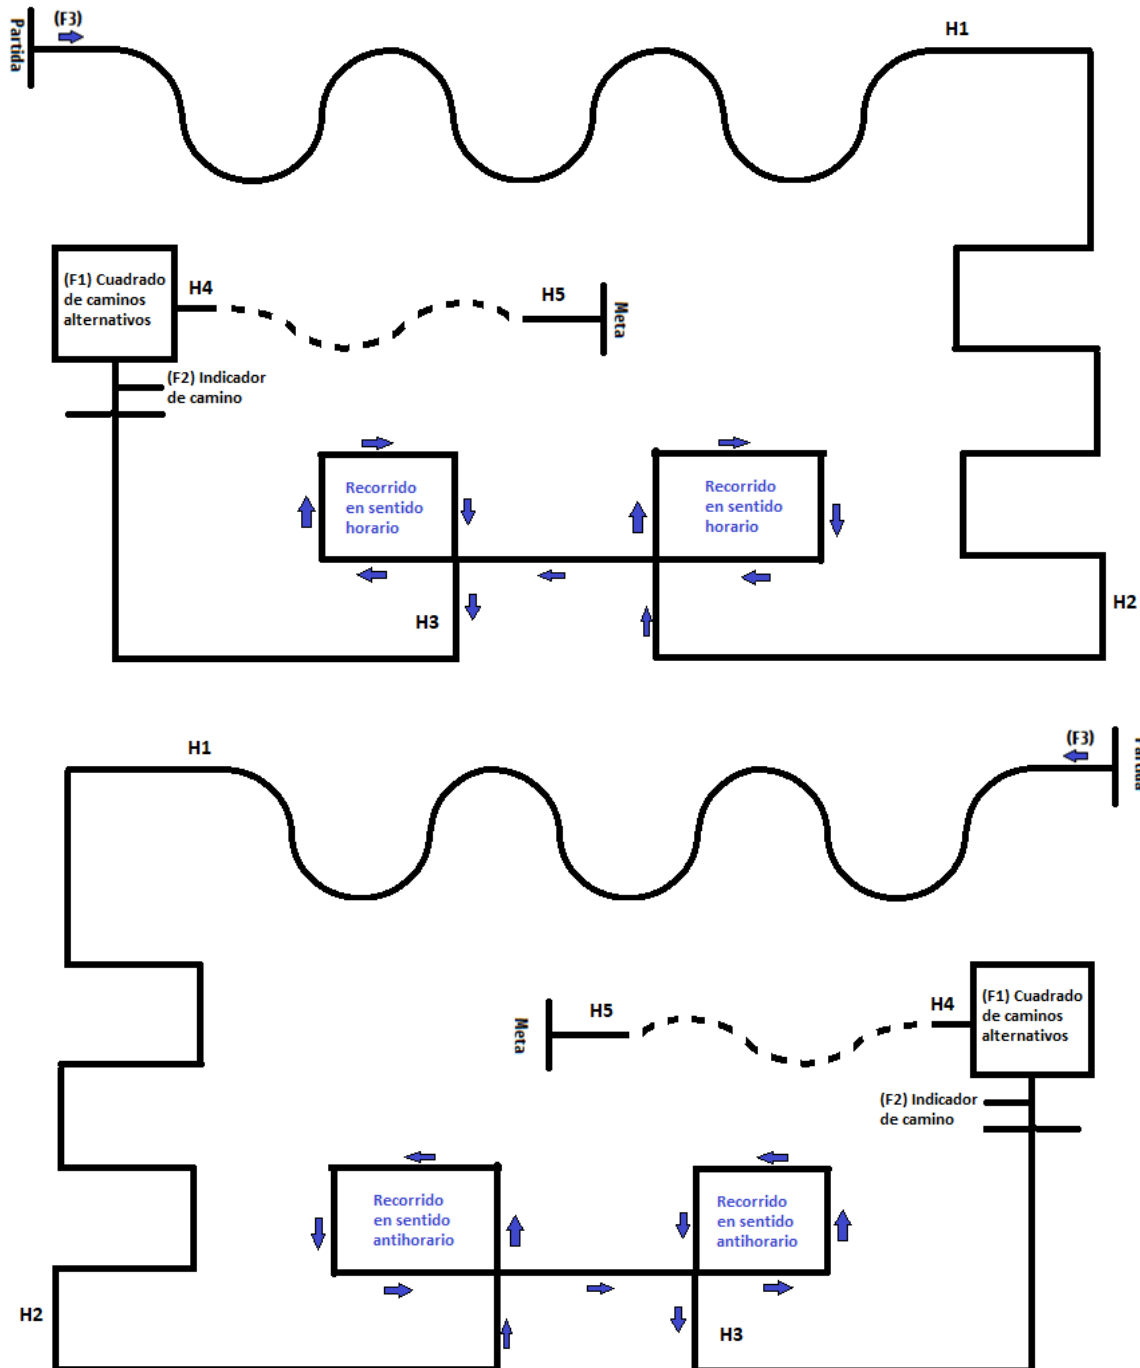 Partida
(F3)
H1
(F1) Cuadrado
de caminos
alternativos
H4
H5
Meta
(F2) Indicador
de camino
Recorrido
en sentido
horario
Recorrido
en sentido
horario
H3
H2
H1
(F3)
Meta
H5
H4
(F1) Cuadrado
de caminos
alternativos
(F2) Indicador
de camino
Recorrido
en sentido
antihorario
Recorrido
en sentido
antihorario
H2
H3